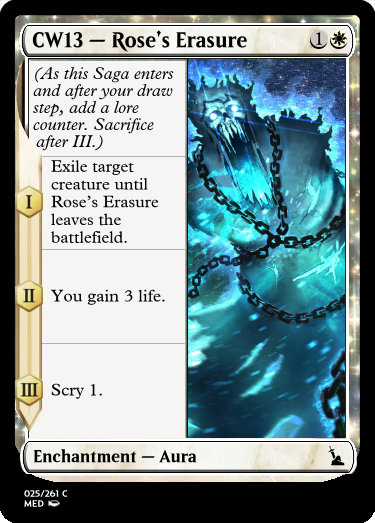 CW13 — Rose's Erasure 1
(As this Saga enters
and after your draw
step, add a lore
counter. Sacrifice
after III.)
I
Exile target
creature until
Rose's Erasure
leaves the
battlefield.
II
You gain 3 life.
III
Scry 1.
Enchantment — Aura
025/261 C
MED